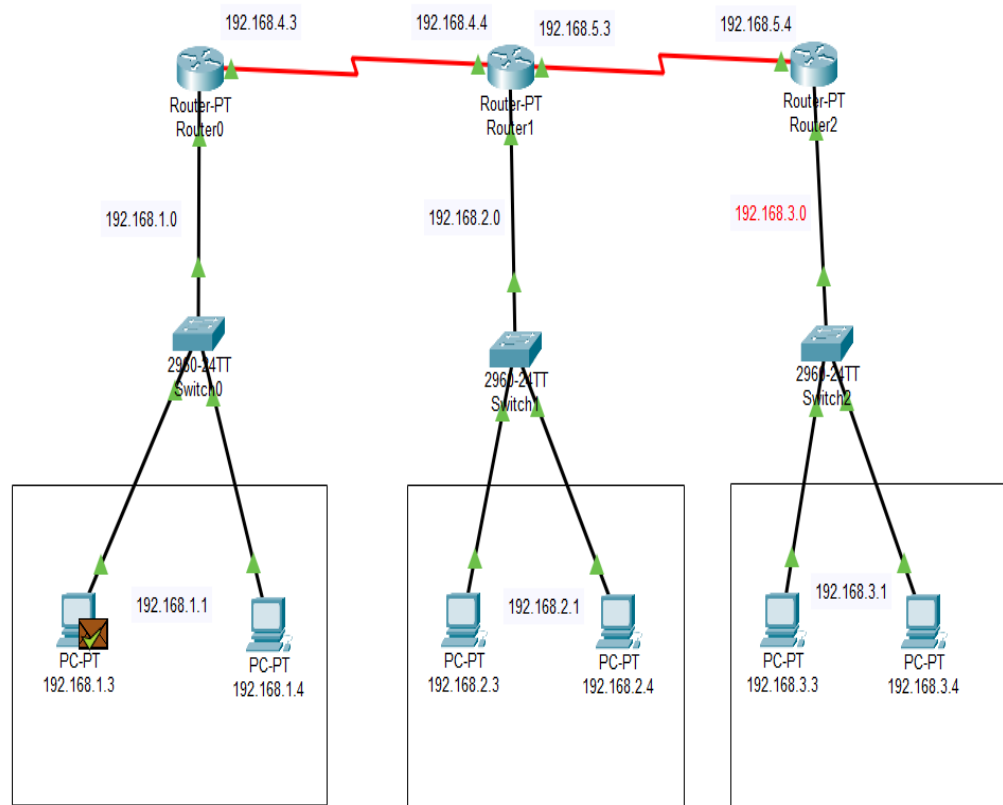 192.168.4.3
192.168.4.4
192.168.5.3
192.168.5.4
Router-PT
Router0
Router-PT
Router1
Router-PT
Router2
192.168.1.0
192.168.2.0
192.168.3.0
2960-24TT
Switch0
2960-24TT
Switch1
2960-24TT
Switch2
192.168.1.1
192.168.2.1
192.168.3.1
PC-PT
192.168.1.3
PC-PT
192.168.1.4
PC-PT
192.168.2.3
PC-PT
192.168.2.4
PC-PT
192.168.3.3
PC-PT
192.168.3.4